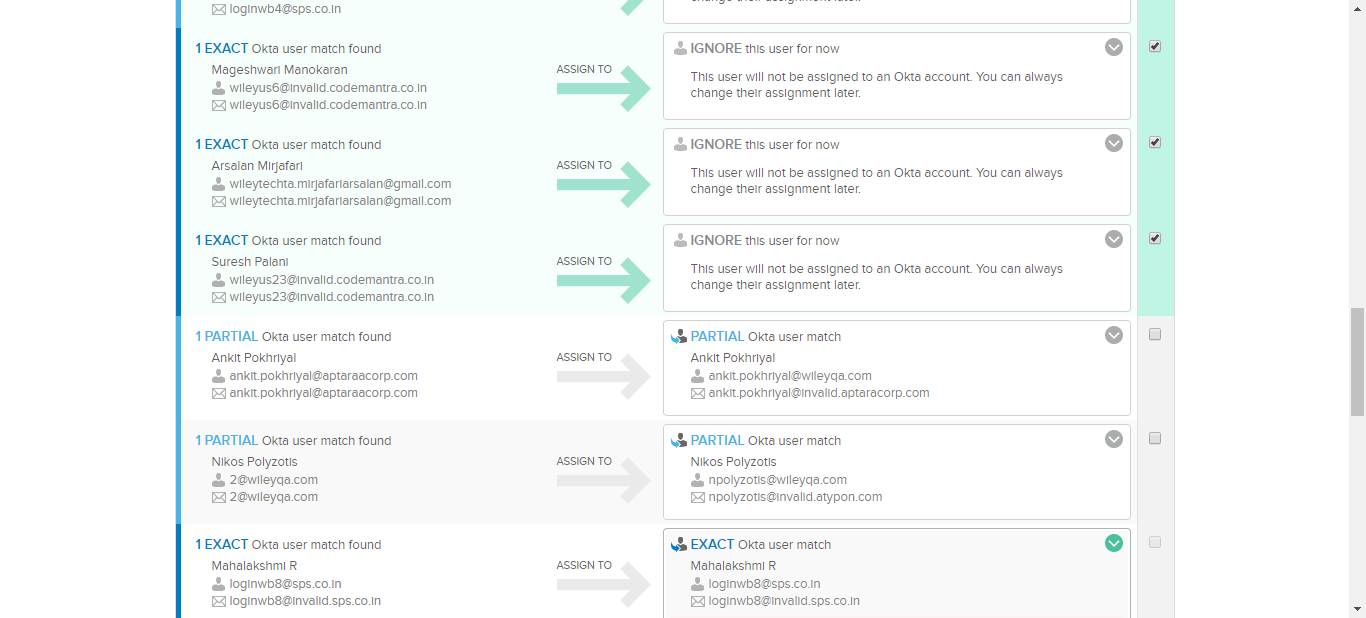 loginwb4@sps.co.in
change their assignment later.
1 EXACT Okta user match found
Mageshwari Manokaran
wileyus6@invalid.codemantra.co.in
wileyus6@invalid.codemantra.co.in
ASSIGN TO
IGNORE this user for now
This user will not be assigned to an Okta account. You can always
change their assignment later.
1 EXACT Okta user match found
Arsalan Mirjafari
wileytechta.mirjafariarsalan@gmail.com
wileytechta.mirjafariarsalan@gmail.com
ASSIGN TO
IGNORE this user for now
This user will not be assigned to an Okta account. You can always
change their assignment later.
1 EXACT Okta user match found
Suresh Palani
wileyus23@invalid.codemantra.co.in
wileyus23@invalid.codemantra.co.in
ASSIGN TO
IGNORE this user for now
This user will not be assigned to an Okta account. You can always
change their assignment later.
1 PARTIAL Okta user match found
Ankit Pokhriyal
ankit.pokhriyal@aptaraacorp.com
ankit.pokhriyal@aptaraacorp.com
ASSIGN TO
PARTIAL Okta user match
Ankit Pokhriyal
ankit.pokhriyal@wileyqa.com
ankit.pokhriyal@invalid.aptaracorp.com
1 PARTIAL Okta user match found
Nikos Polyzotis
2@wileyqa.com
2@wileyqa.com
ASSIGN TO
PARTIAL Okta user match
Nikos Polyzotis
npolyzotis@wileyqa.com
npolyzotis@invalid.atypon.com
1 EXACT Okta user match found
Mahalakshmi R
loginwb8@sps.co.in
loginwb8@invalid.sps.co.in
ASSIGN TO
EXACT Okta user match
Mahalakshmi R
loginwb8@sps.co.in
loginwb8@invalid.sps.co.in